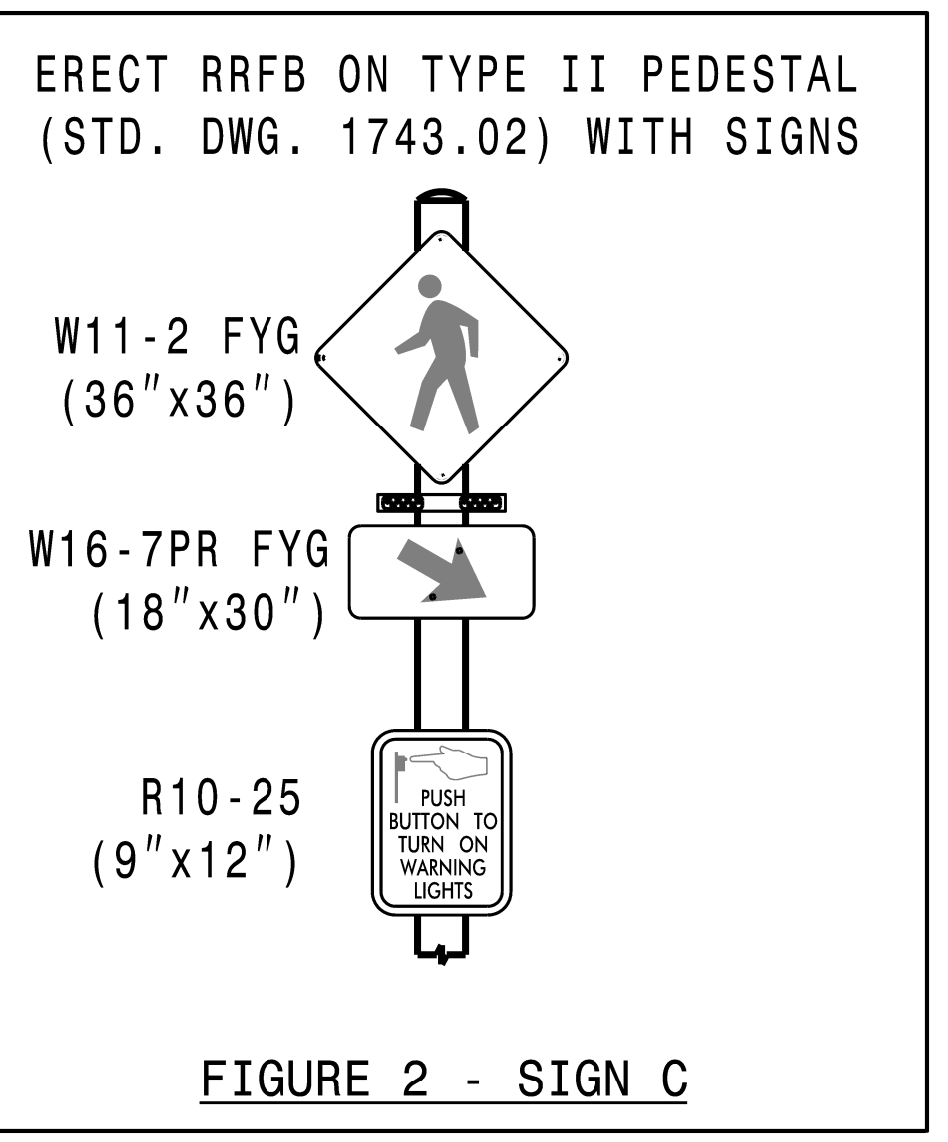 ERECT RRFB ON TYPE II PEDESTAL
(STD. DWG. 1743.02) WITH SIGNS
W11-2 FYG
(36"x36")
W16-7PR FYG
(18"x30")
R10-25
(9"x12")
PUSH
BUTTON TO
TURN ON
WARNING
LIGHTS
FIGURE 2 - SIGN C